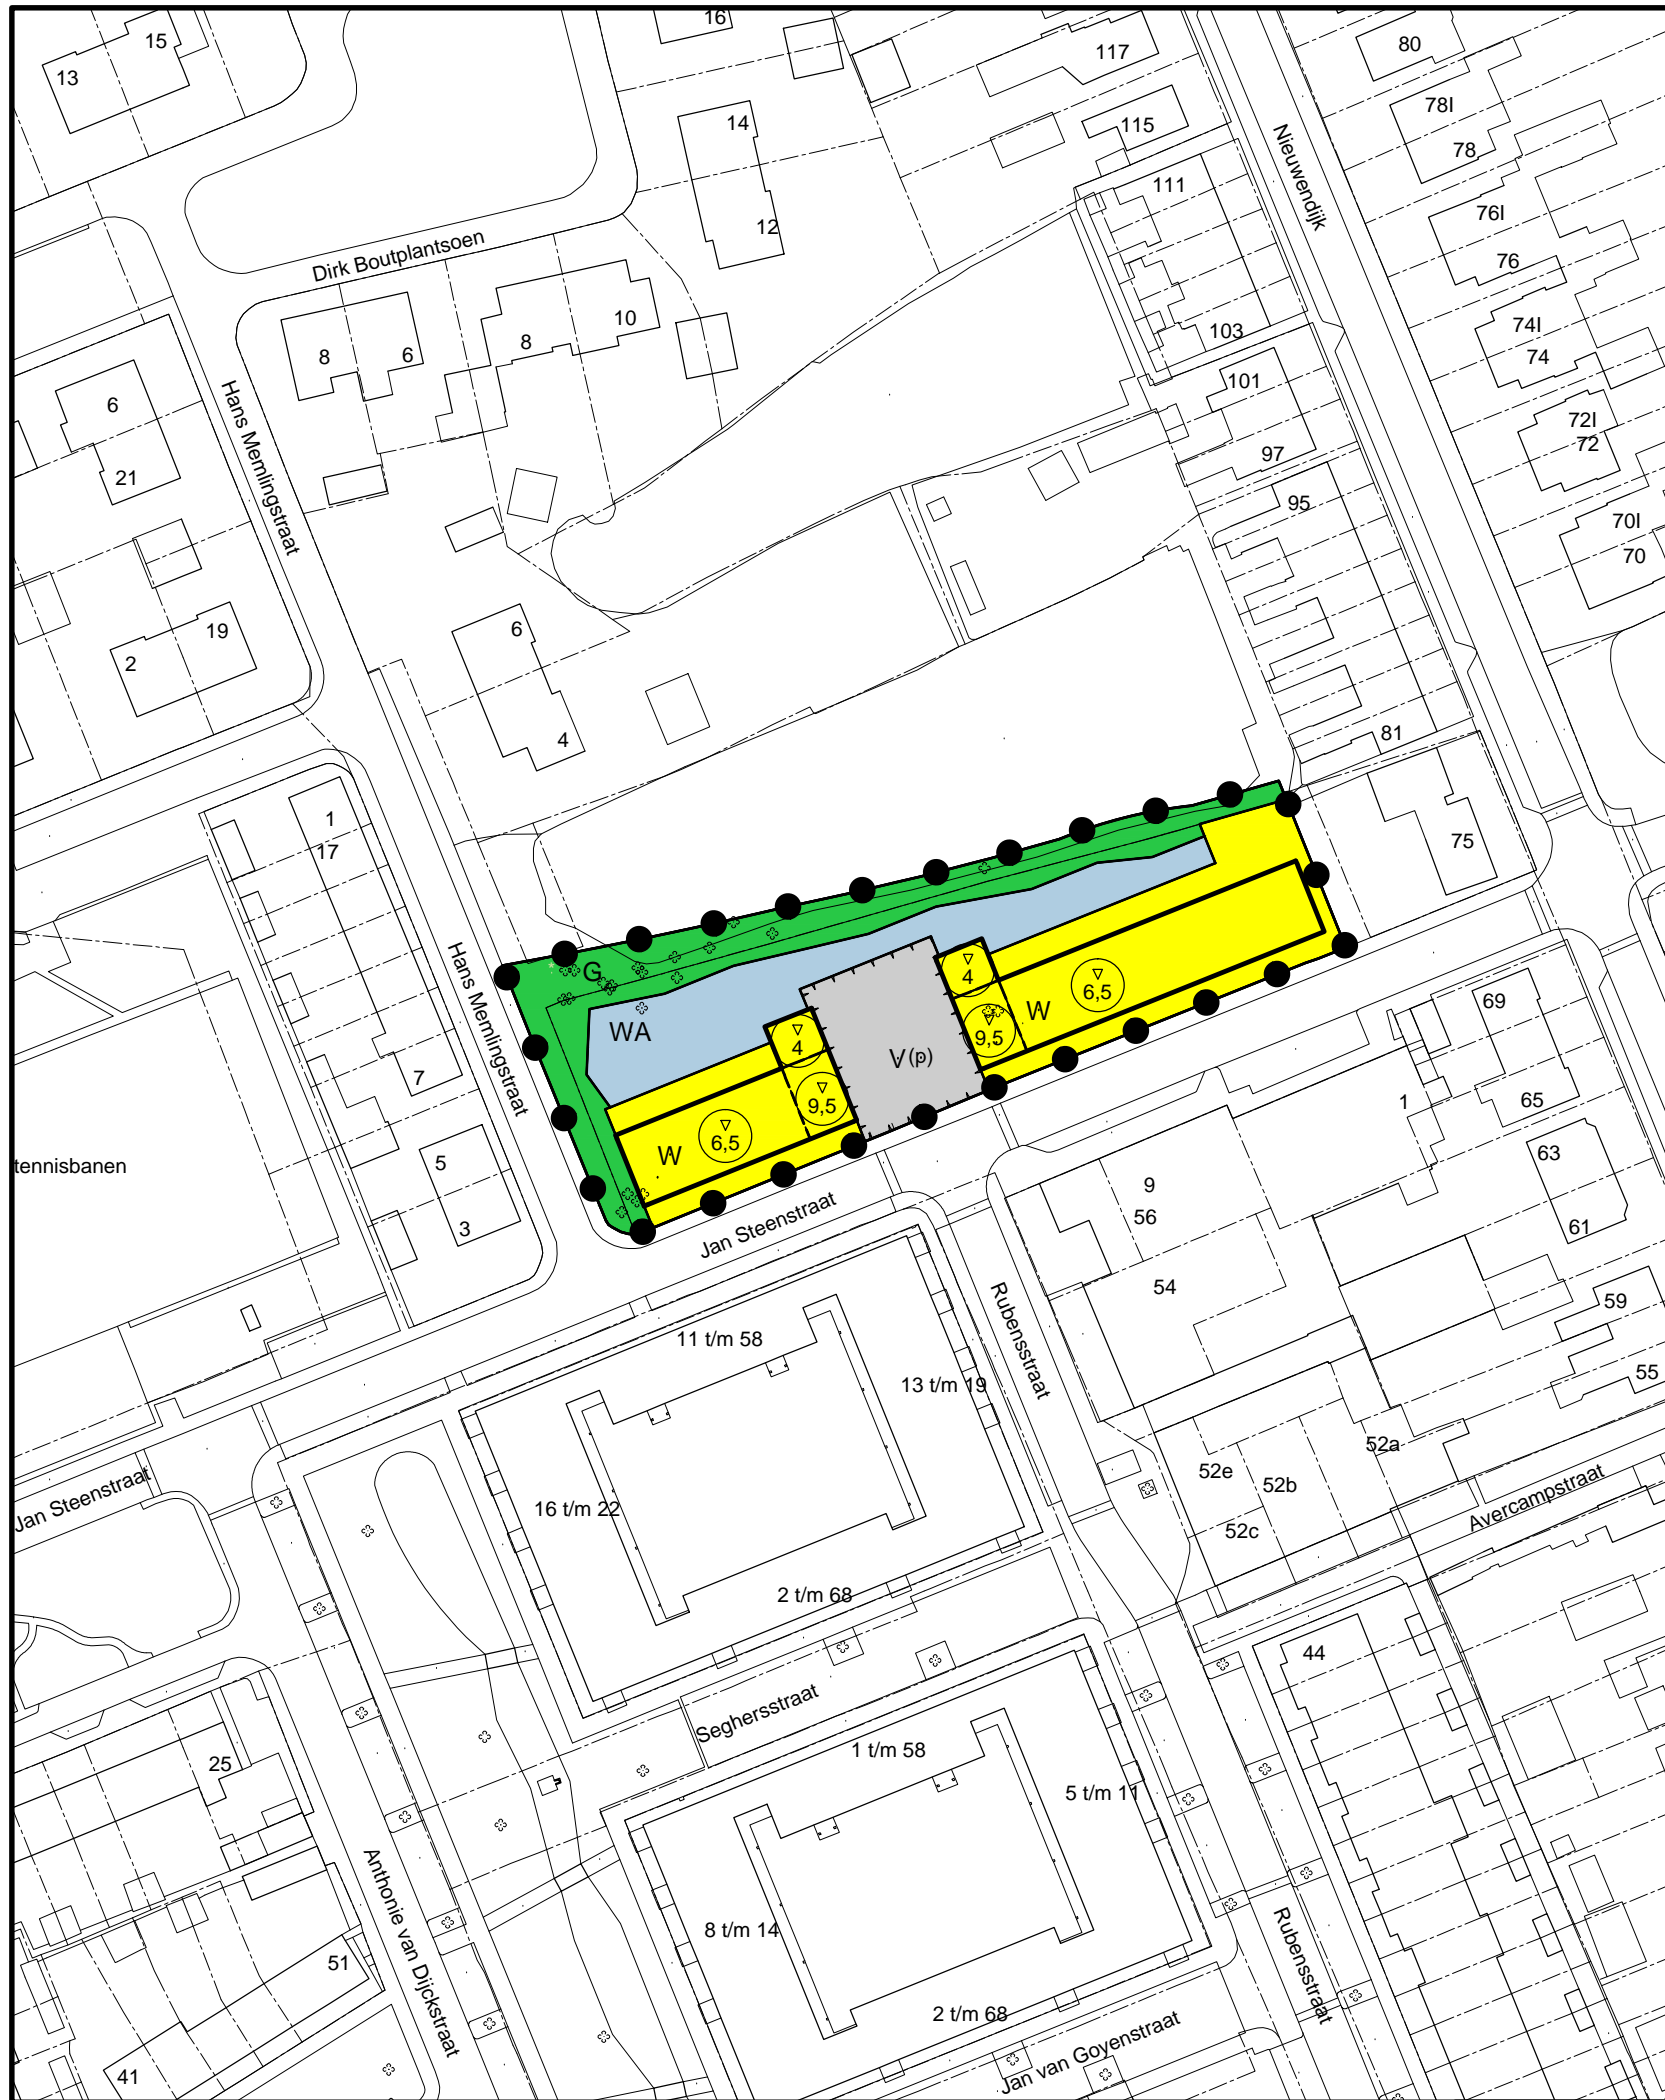 16
15
13
80
117
78I
14
115
Nieuwendijk
78
111
76I
12
Dirk Boutplantsoen
76
10
74I
8
6
8
103
74
101
6
Hans Memlingstraat
72I
72
97
21
95
70I
70
6
19
2
4
81
1
17
75
G
4
W
6,5
69
WA
9,5
Hans Memlingstraat
4
V(p)
7
9,5
1
65
6,5
W
63
tennisbanen
5
9
56
61
3
Jan Steenstraat
54
Rubensstraat
59
11 t/m 58
13 t/m 19
55
52a
52e
52b
Jan Steenstraat
16 t/m 22
Avercampstraat
52c
2 t/m 68
44
Seghersstraat
25
1 t/m 58
5 t/m 11
Anthonie van Dijckstraat
8 t/m 14
Rubensstraat
51
2 t/m 68
Jan van Goyenstraat
41